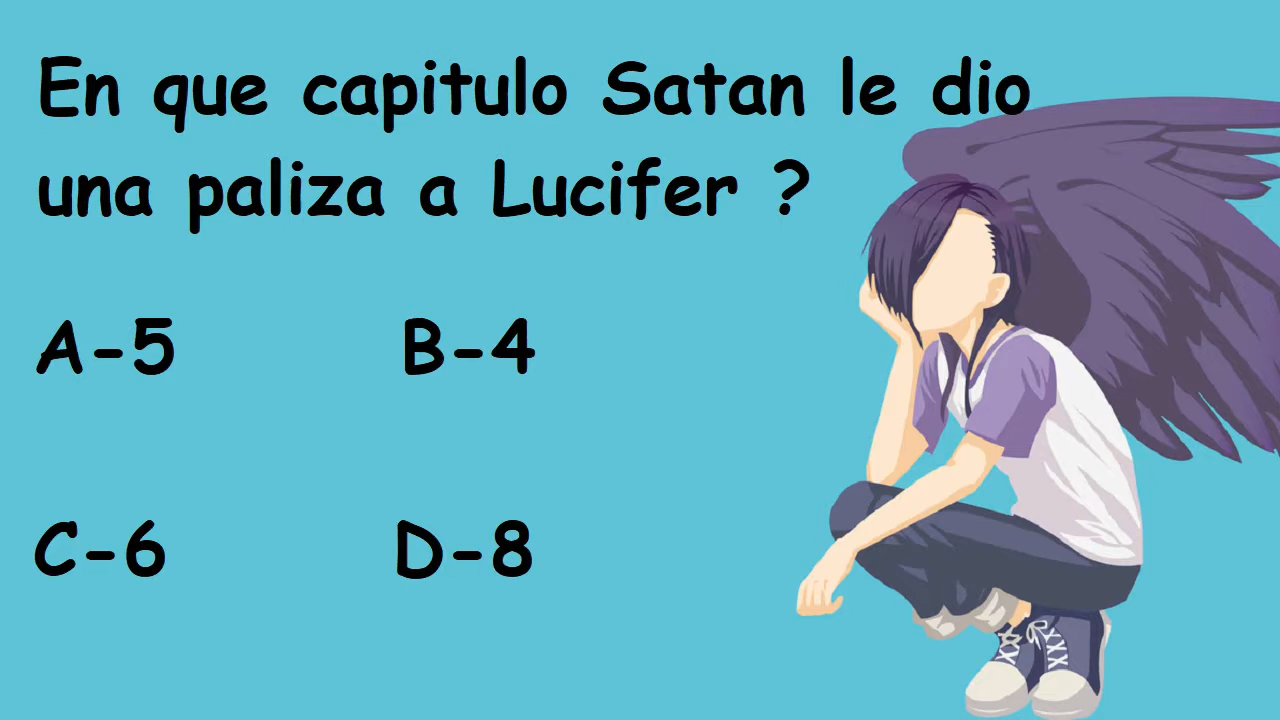 En que capitulo Satan le dio
una paliza a Lucifer ?
A-5 B-4
C-6 D-8